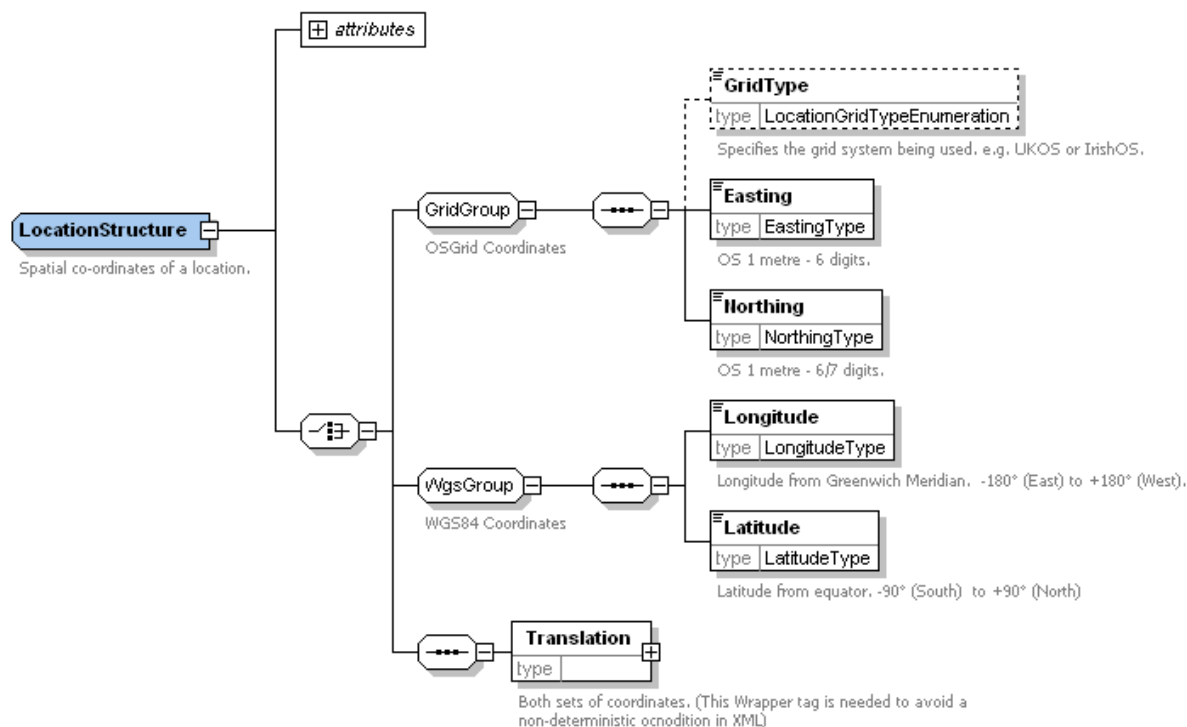 attributes
GridType
type LocationGridTypeEnumeration
Specifies the grid system being used. e.g. UKOS or IrishOS.
GridGroup
OSGrid Coordinates
Easting
type EastingType
OS 1 metre - 6 digits.
LocationStructure
Spatial co-ordinates of a location.
Northing
type NorthingType
OS 1 metre - 6/7 digits.
Longitude
type LongitudeType
Longitude from Greenwich Meridian. -180° (East) to +180° (West).
WgsGroup
WGS84 Coordinates
Latitude
type LatitudeType
Latitude from equator. -90° (South) to +90° (North)
Translation
type
Both sets of coordinates. (This Wrapper tag is needed to avoid a
non-deterministic ocnodition in XML)